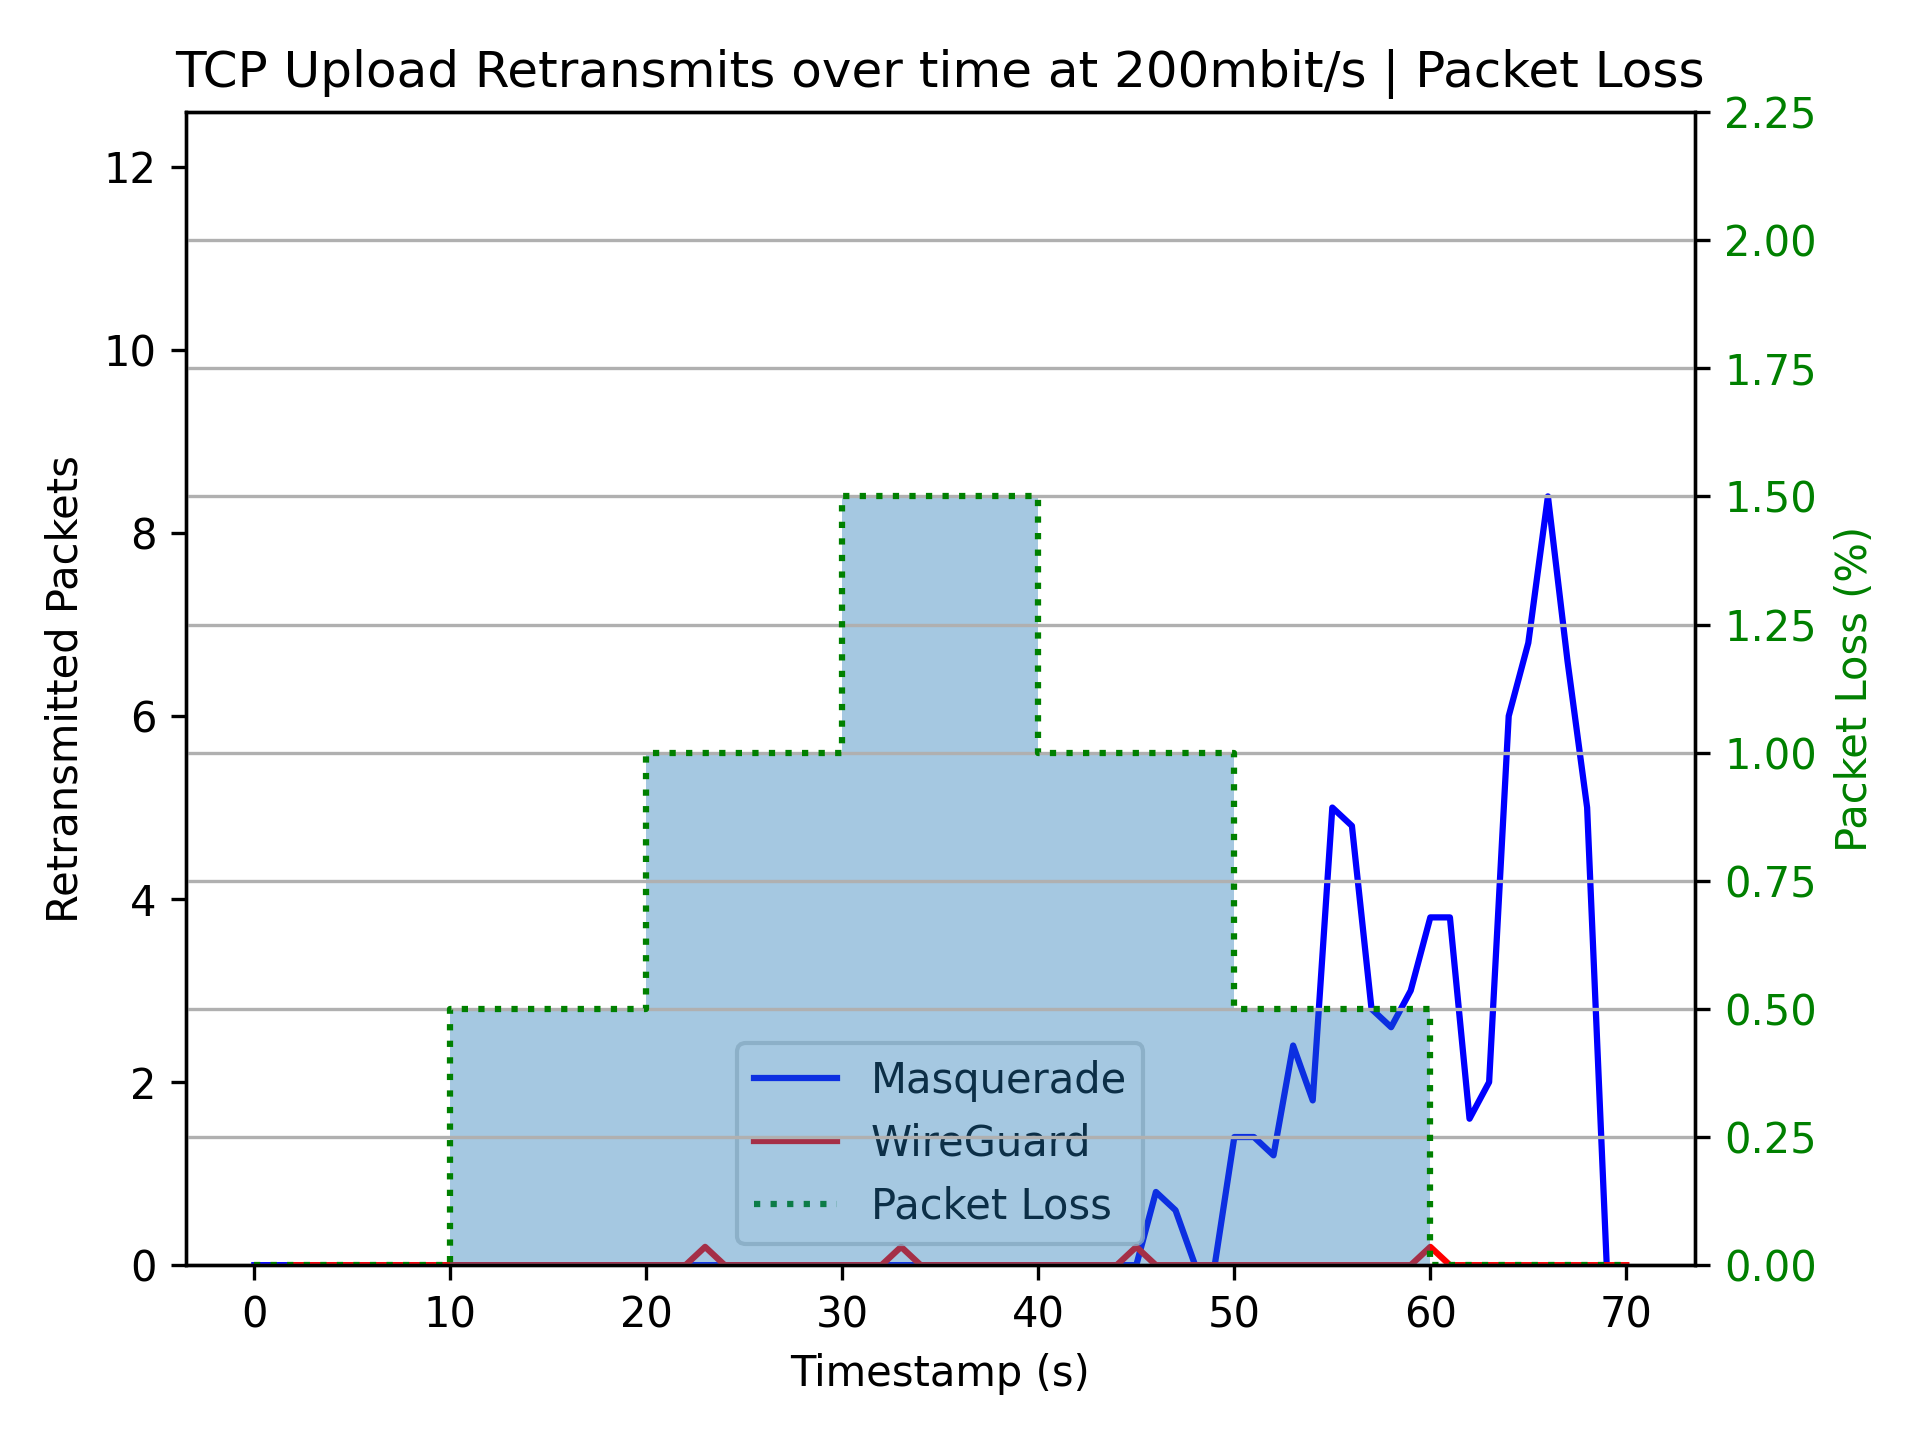 TCP Upload Retransmits over time at 200mbit/s | Packet Loss
12
10
8
6
4
2
0
Retransmitted Packets
2.25
2.00
1.75
1.50
1.25
1.00
0.75
0.50
0.25
0.00
Packet Loss (%)
Masquerade
WireGuard
Packet Loss
0 10 20 30 40 50 60 70
Timestamp (s)